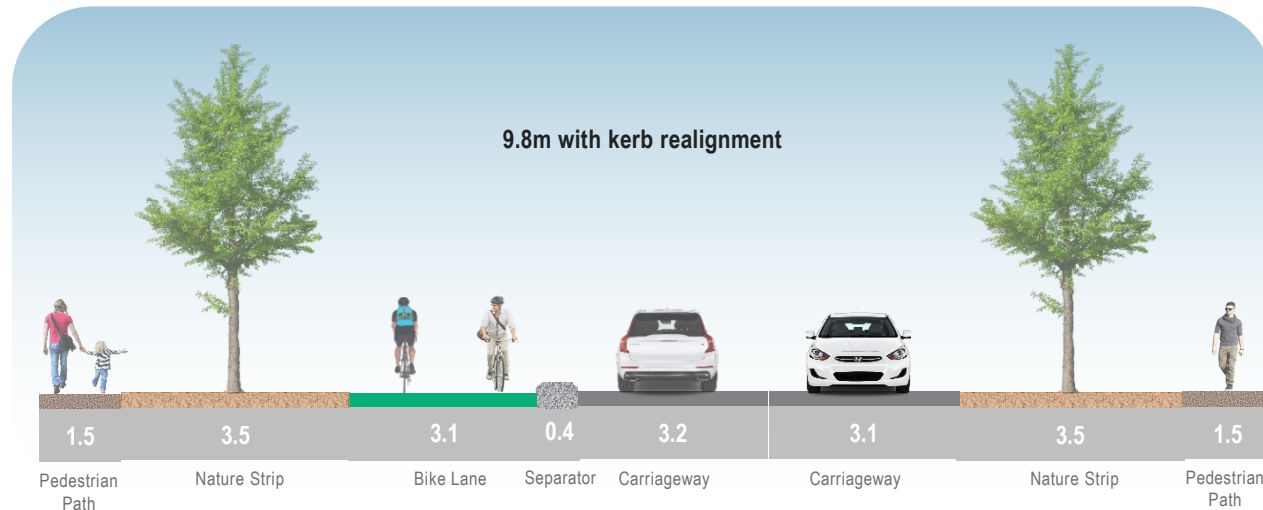 9.8m with kerb realignment
1.5 3.5 3.1 0.4 3.2 3.1 3.5 1.5
Pedestrian Path Nature Strip Bike Lane Separator Carriageway Carriageway Nature Strip Pedestrian Path